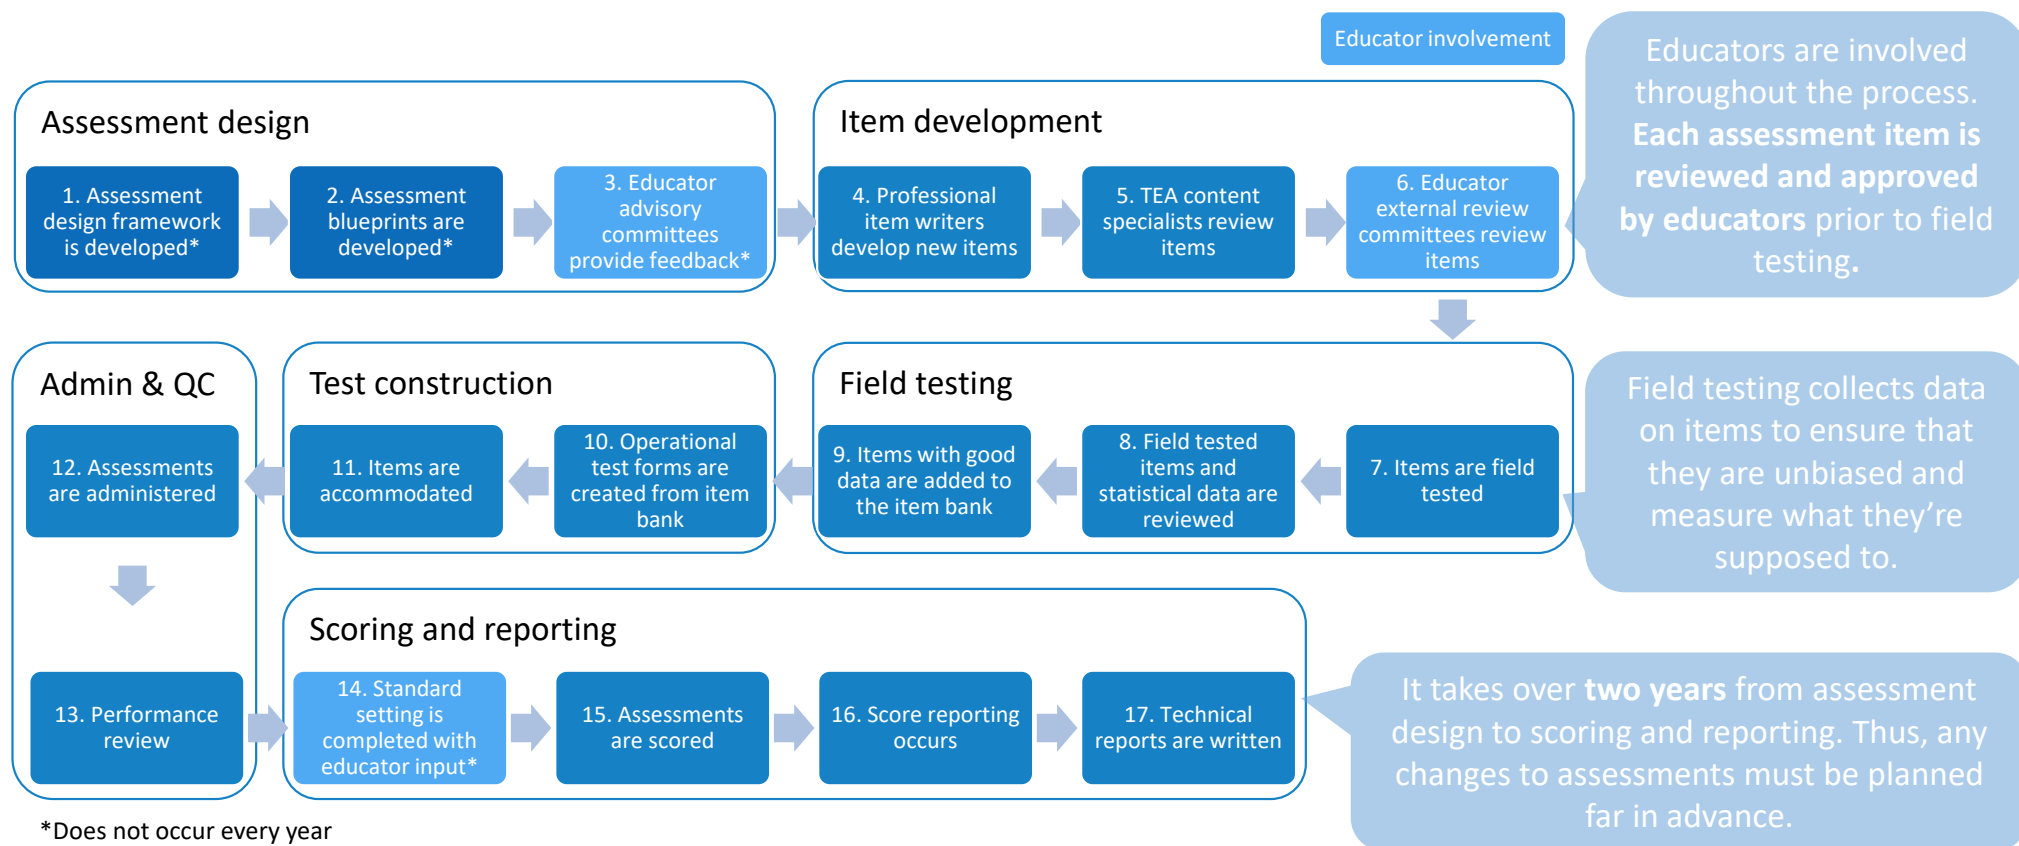 Educator involvement
Educators are involved
throughout the process.
Each assessment item is
reviewed and approved
by educators prior to field
testing.
Assessment design
1. Assessment
design framework
is developed*
2. Assessment
blueprints are
developed*
3. Educator
advisory
committees
provide feedback*
Item development
4. Professional
item writers
develop new items
5. TEA content
specialists review
items
6. Educator
external review
committees review
items
Field testing
7. Items are field
tested
8. Field tested
items and
statistical data are
reviewed
9. Items with good
data are added to
the item bank
Field testing collects data
on items to ensure that
they are unbiased and
measure what they’re
supposed to.
Test construction
10. Operational
test forms are
created from item
bank
11. Items are
accommodated
Admin & QC
12. Assessments
are administered
13. Performance
review
Scoring and reporting
14. Standard
setting is
completed with
educator input*
15. Assessments
are scored
16. Score reporting
occurs
17. Technical
reports are written
It takes over two years from assessment
design to scoring and reporting. Thus, any
changes to assessments must be planned
far in advance.
*Does not occur every year